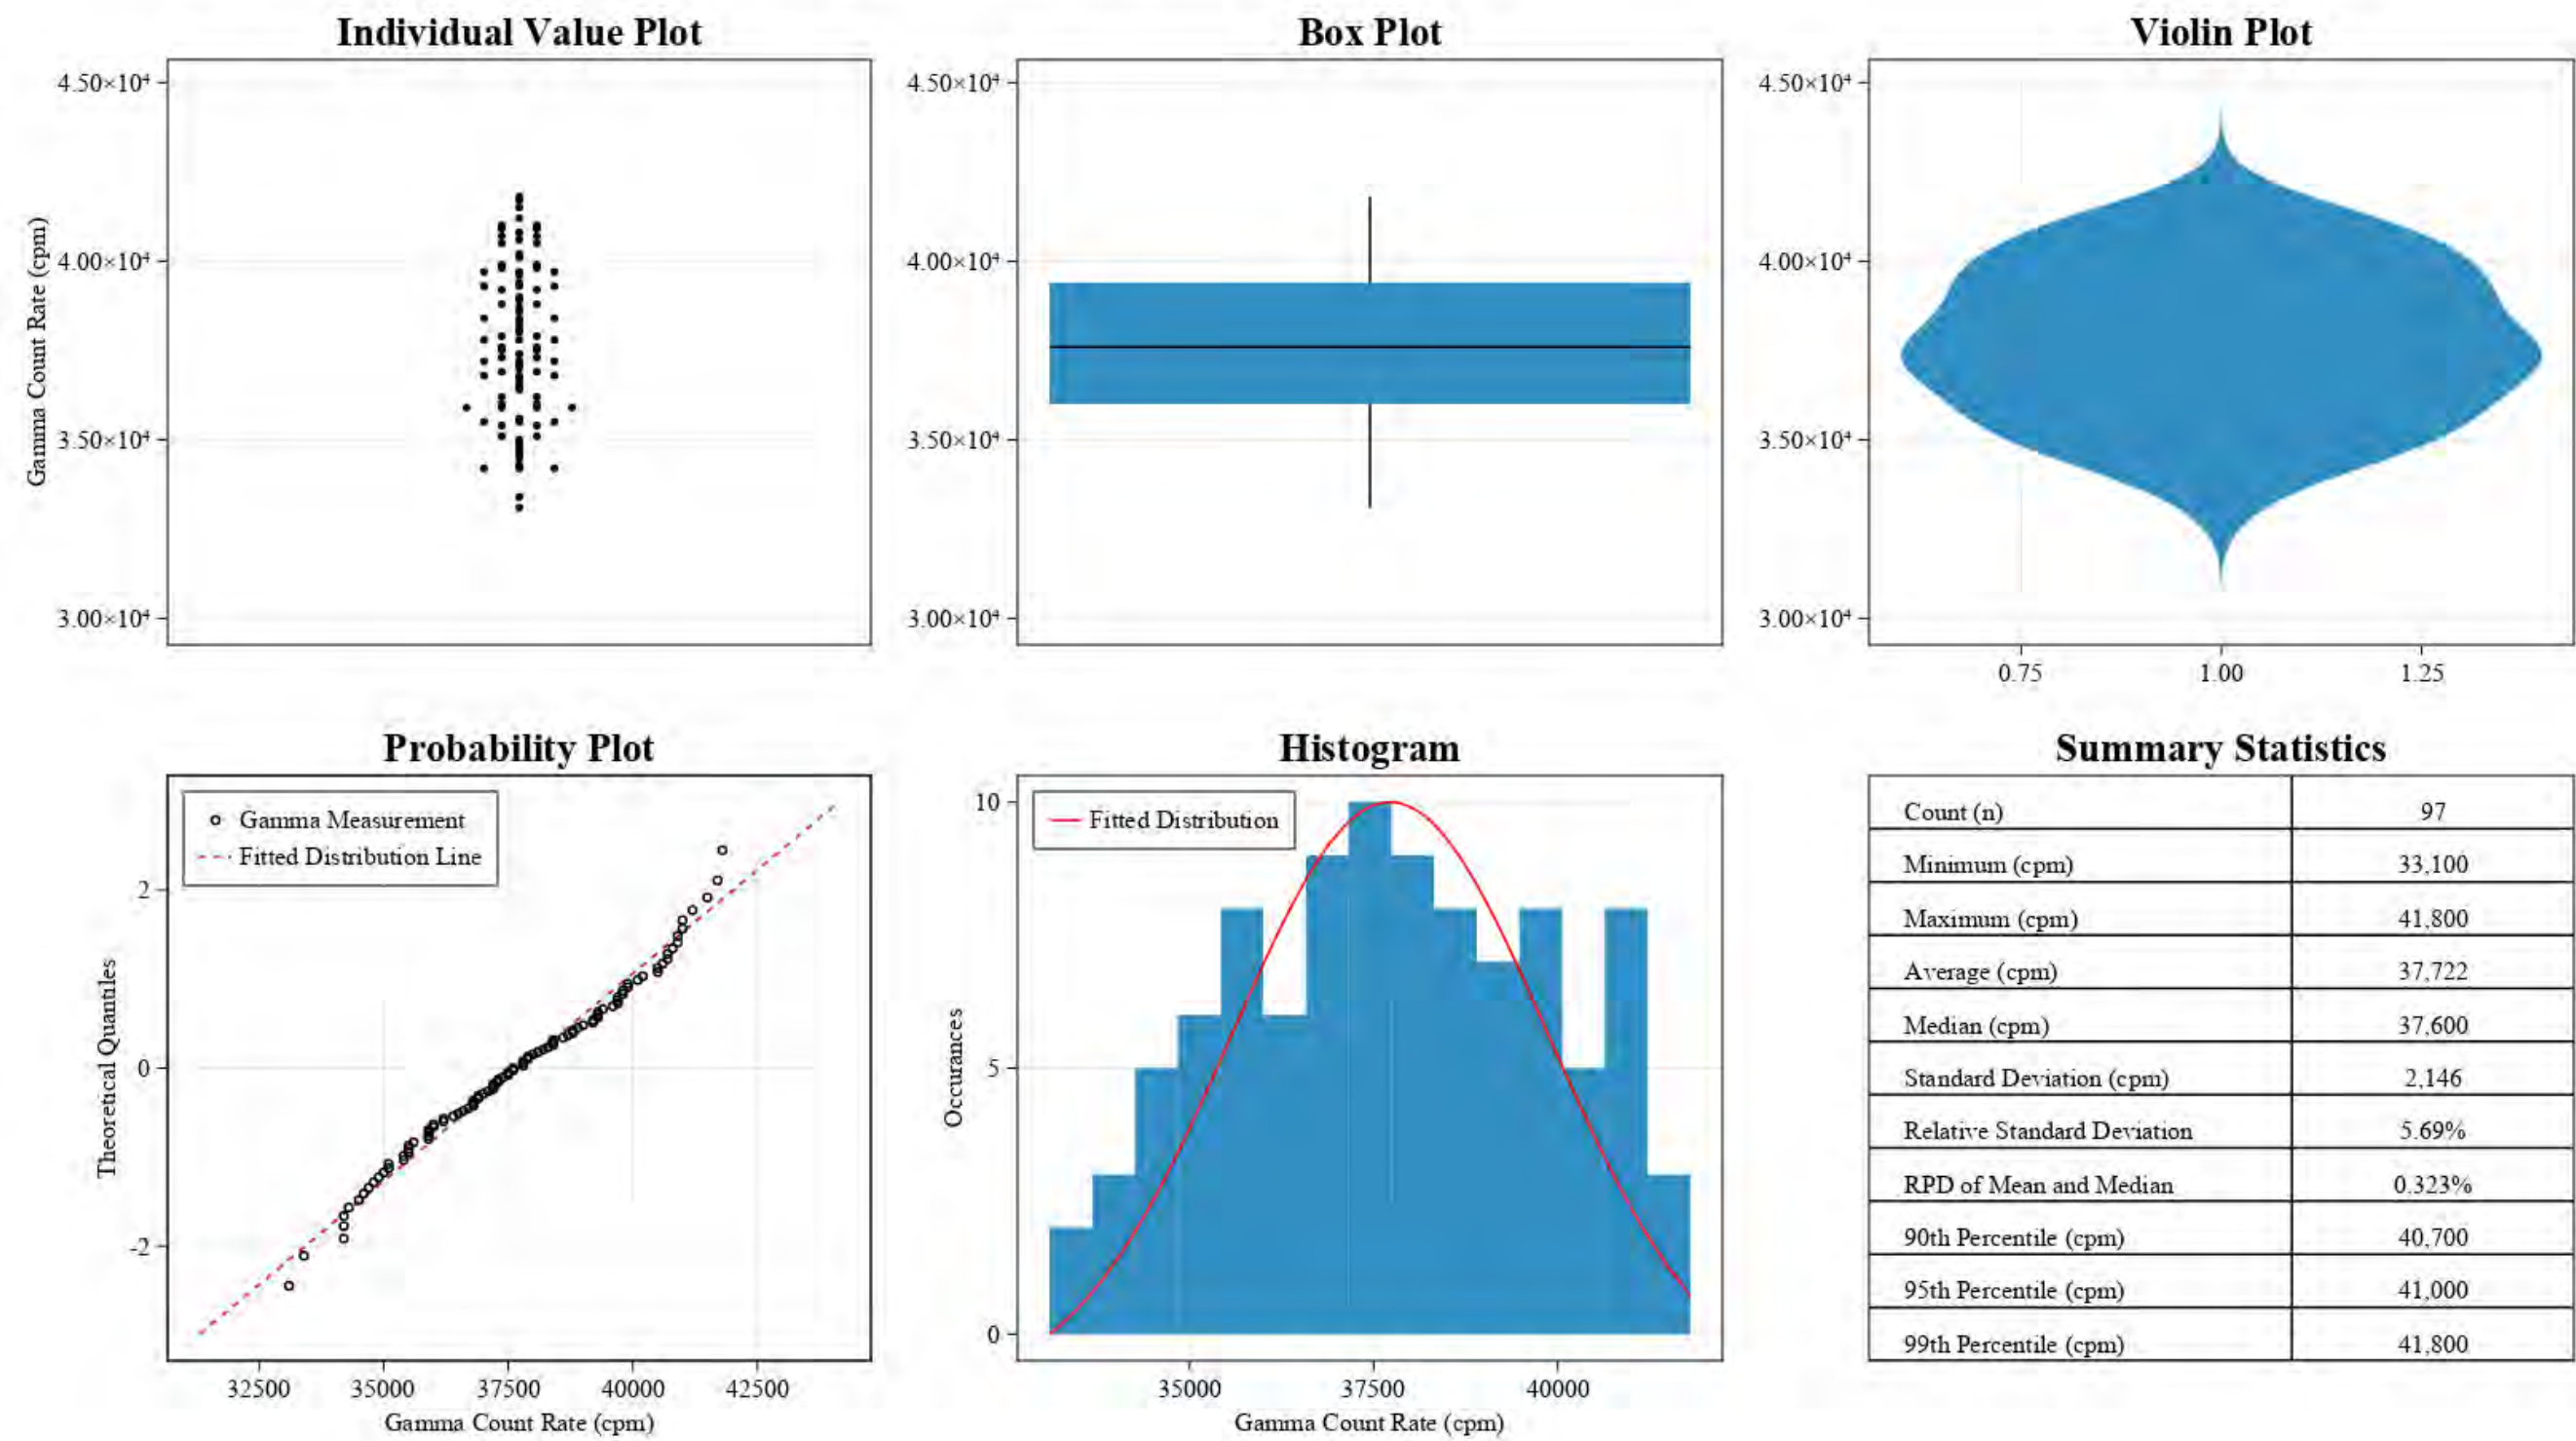 Individual Value Plot
Gamma Count Rate (cpm)
4.50×10⁴
4.00×10⁴
3.50×10⁴
3.00×10⁴
Box Plot
4.50×10⁴
4.00×10⁴
3.50×10⁴
3.00×10⁴
Violin Plot
4.50×10⁴
4.00×10⁴
3.50×10⁴
3.00×10⁴
0.75 1.00 1.25
Probability Plot
Gamma Measurement
Fitted Distribution Line
Theoretical Quantiles
2
0
-2
32500 35000 37500 40000 42500
Gamma Count Rate (cpm)
Histogram
Fitted Distribution
Occurances
10
5
0
35000 37500 40000
Gamma Count Rate (cpm)
Summary Statistics
Count (n) 97
Minimum (cpm) 33,100
Maximum (cpm) 41,800
Average (cpm) 37,722
Median (cpm) 37,600
Standard Deviation (cpm) 2,146
Relative Standard Deviation 5.69%
RPD of Mean and Median 0.323%
90th Percentile (cpm) 40,700
95th Percentile (cpm) 41,000
99th Percentile (cpm) 41,800